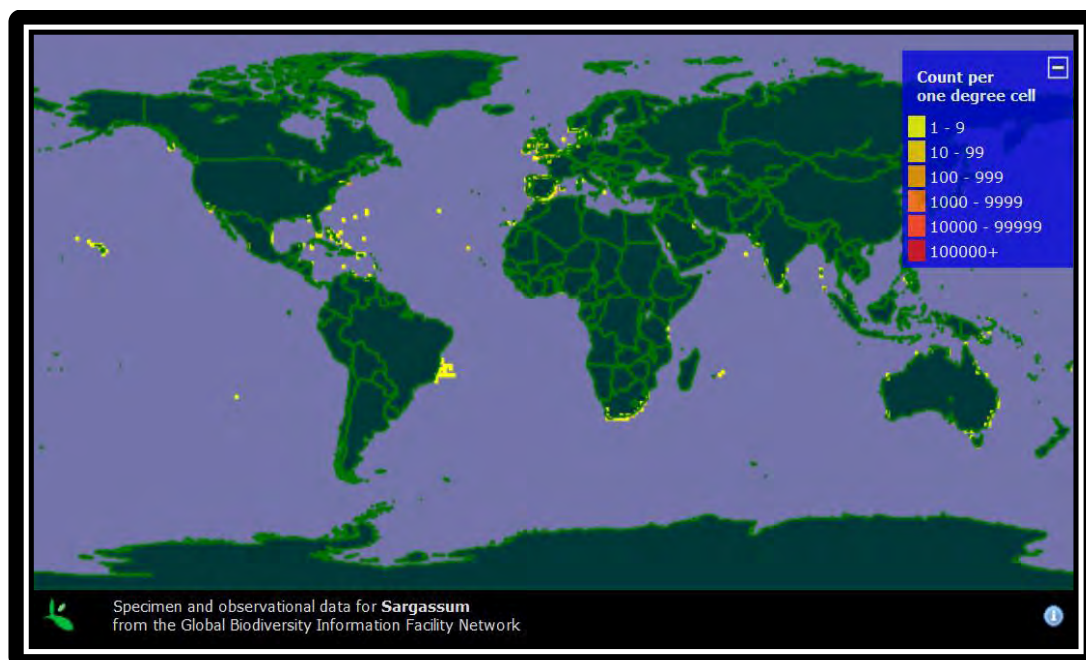 Count per
one degree cell
1 - 9
10 - 99
100 - 999
1000 - 9999
10000 - 99999
100000+
Specimen and observational data for Sargassum
from the Global Biodiversity Information Facility Network